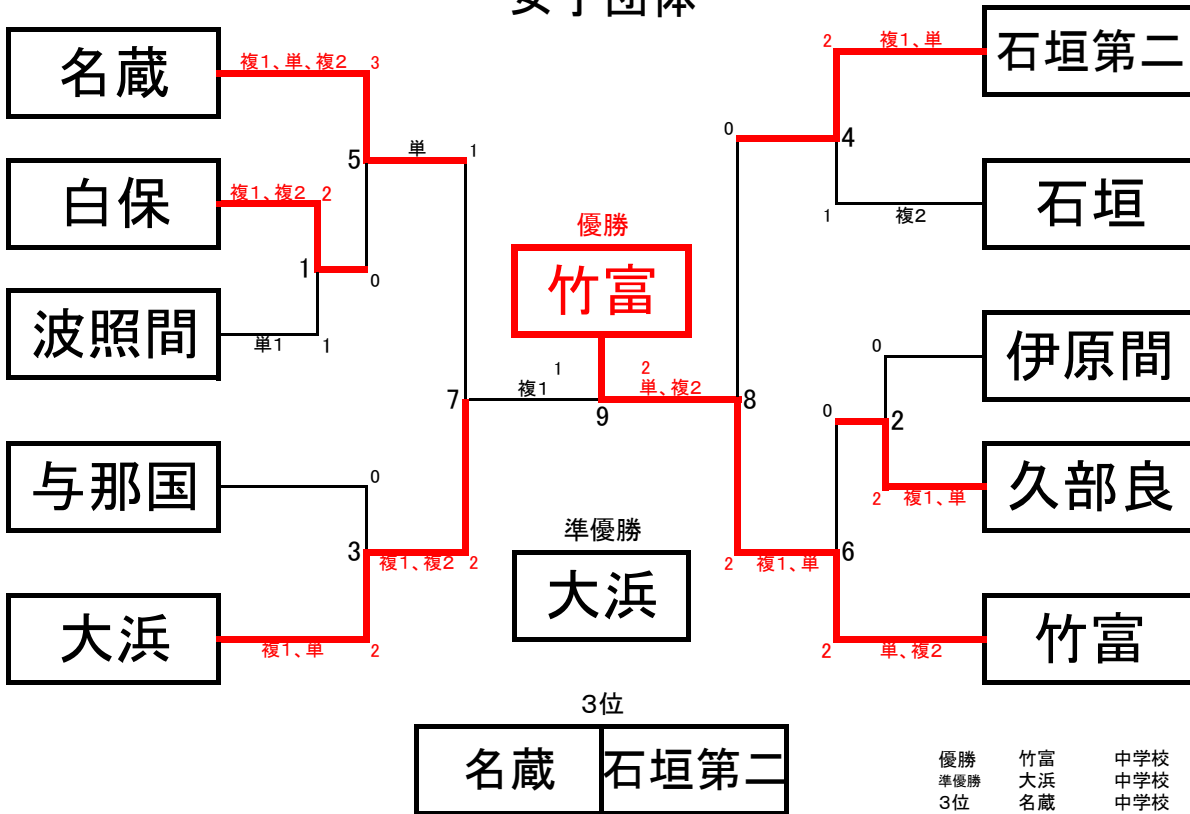 女子団体
名蔵
複1、単、複2 3
白保
複1、複2 2
波照間
単1 1
1
0
5
単 1
与那国
0
大浜
複1、単 2
3
複1、複2 2
7
複1
1
9
優勝
竹富
2
単、複2
準優勝
大浜
石垣第二
2 複1、単
石垣
1 複2
4
0
伊原間
0
久部良
2 複1、単
2
0
竹富
2 単、複2
6
2 複1、単
8
3位
名蔵 石垣第二
優勝 竹富 中学校
準優勝 大浜 中学校
3位 名蔵 中学校